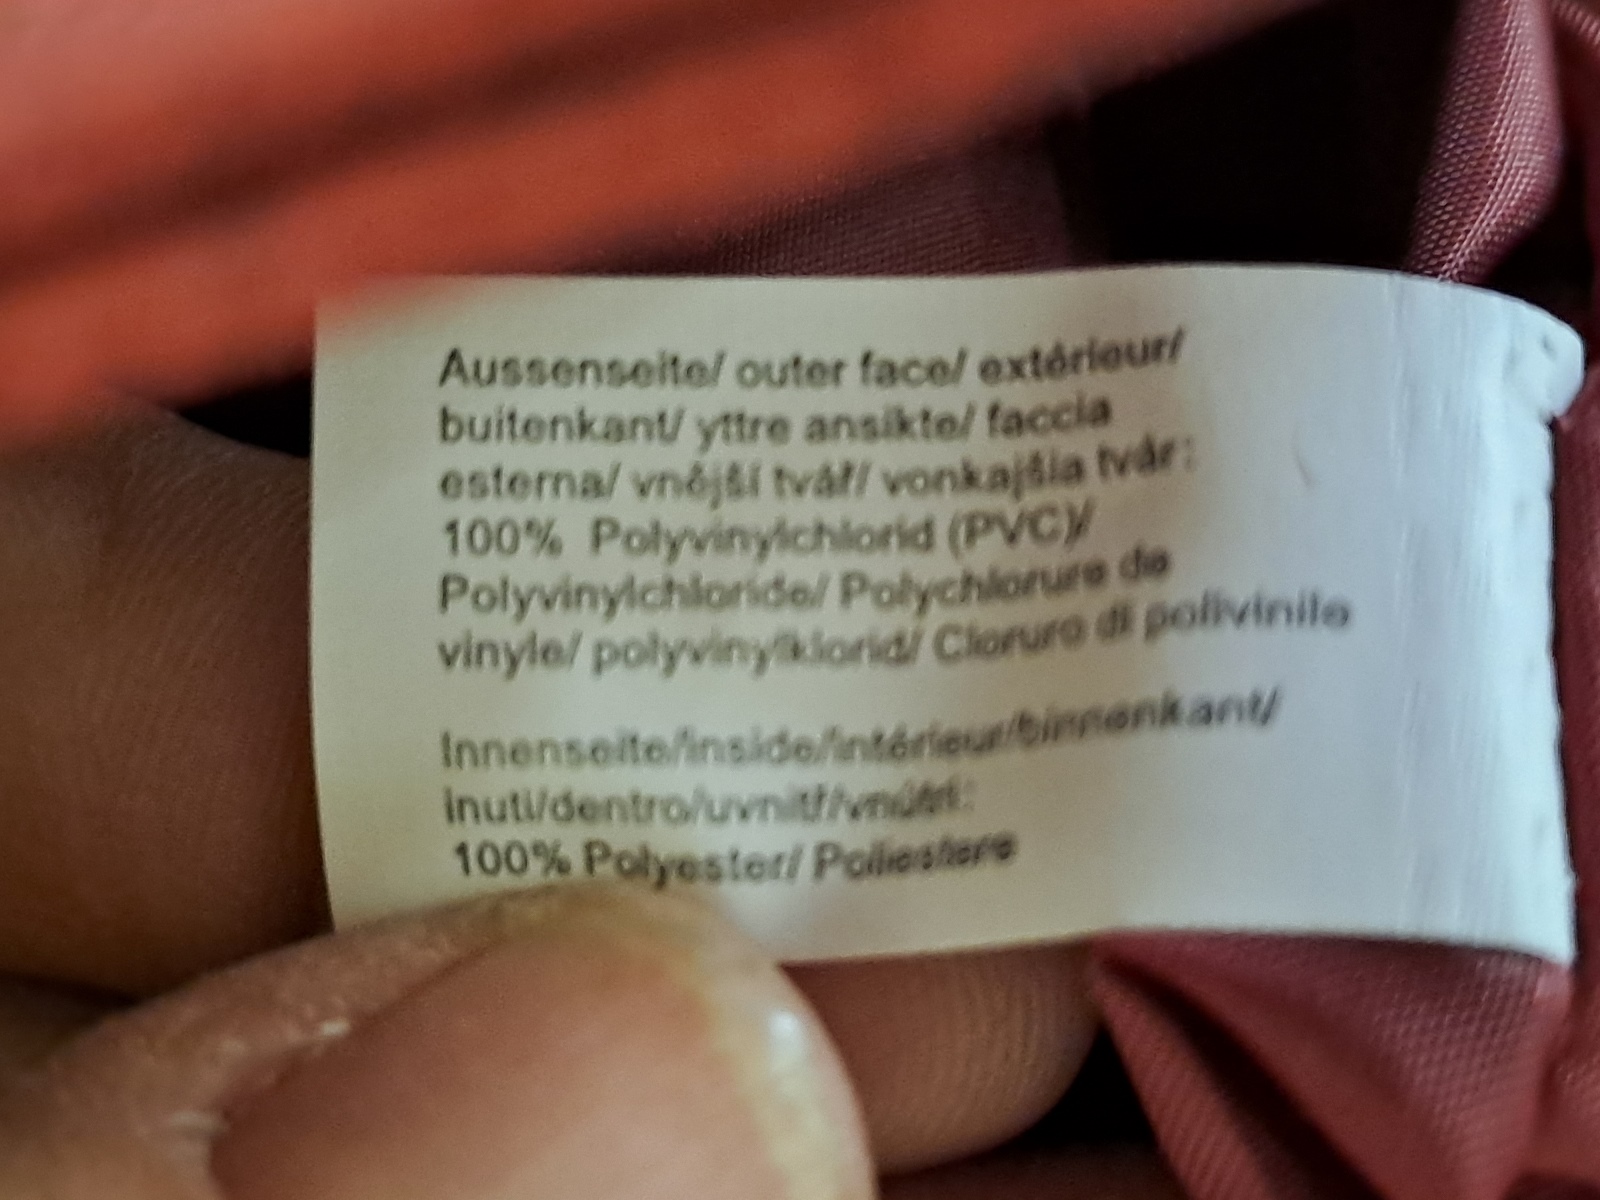 Aussenseite/ outer face/ extérieur/
buitenkant/ yttre ansikte/ faccia
esterna/ vnější tvář/ vonkajšia tvár:
100% Polyvinylchlorid (PVC)/
Polyvinylchloride/ Polychlorure de
vinyle/ polyvinylklorid/ Cloruro di polivinile
Innenseite/inside/intérieur/binnenkant/
inuti/dentro/uvnitř/vnútri:
100% Polyester/ Poliestere